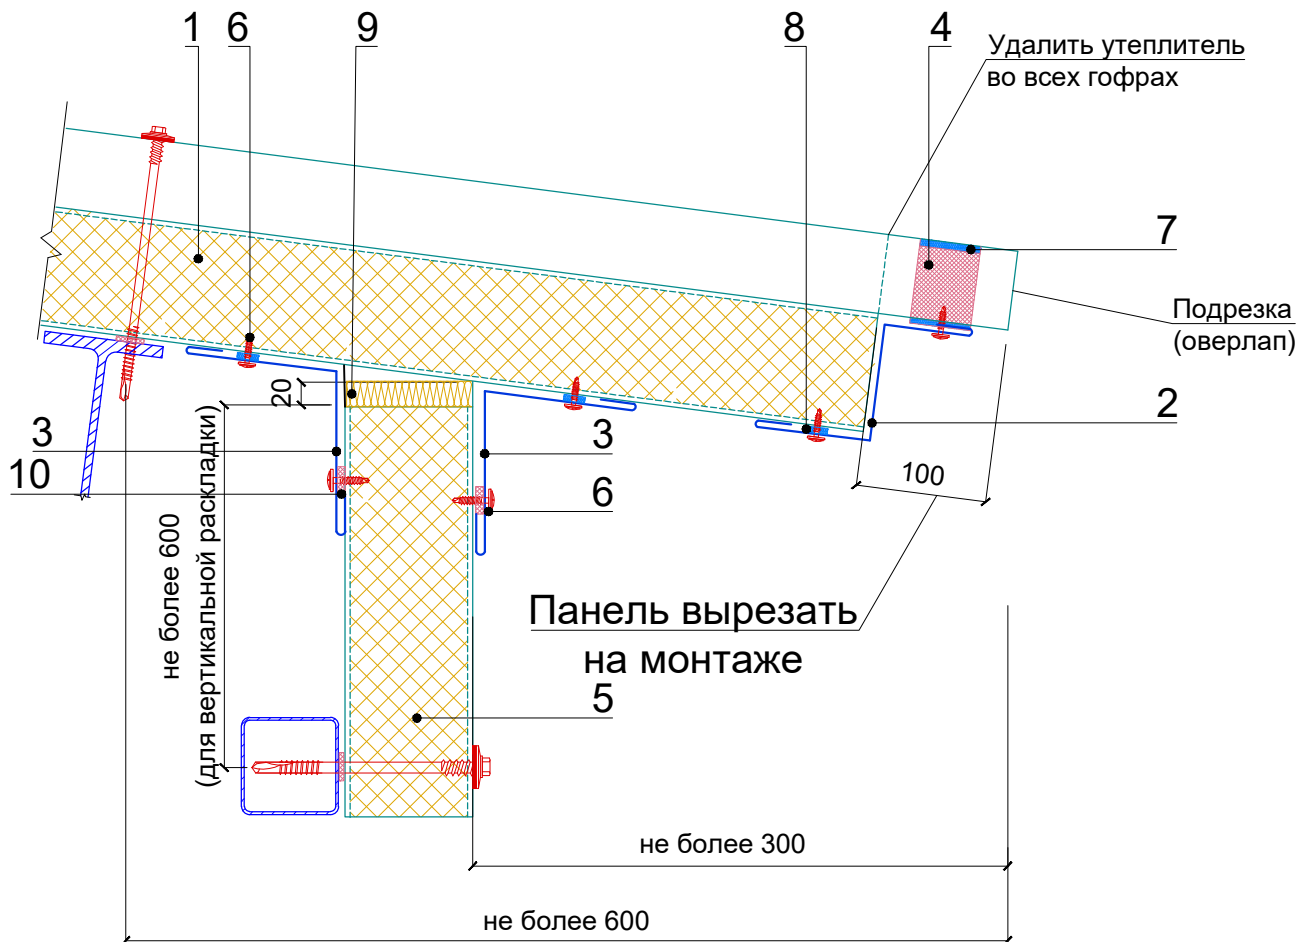 1
6
9
8
4
Удалить утеплитель
во всех гофрах
7
Подрезка
(оверлап)
2
20
3
10
3
6
100
не более 600
(для вертикальной раскладки)
Панель вырезать
на монтаже
5
не более 300
не более 600